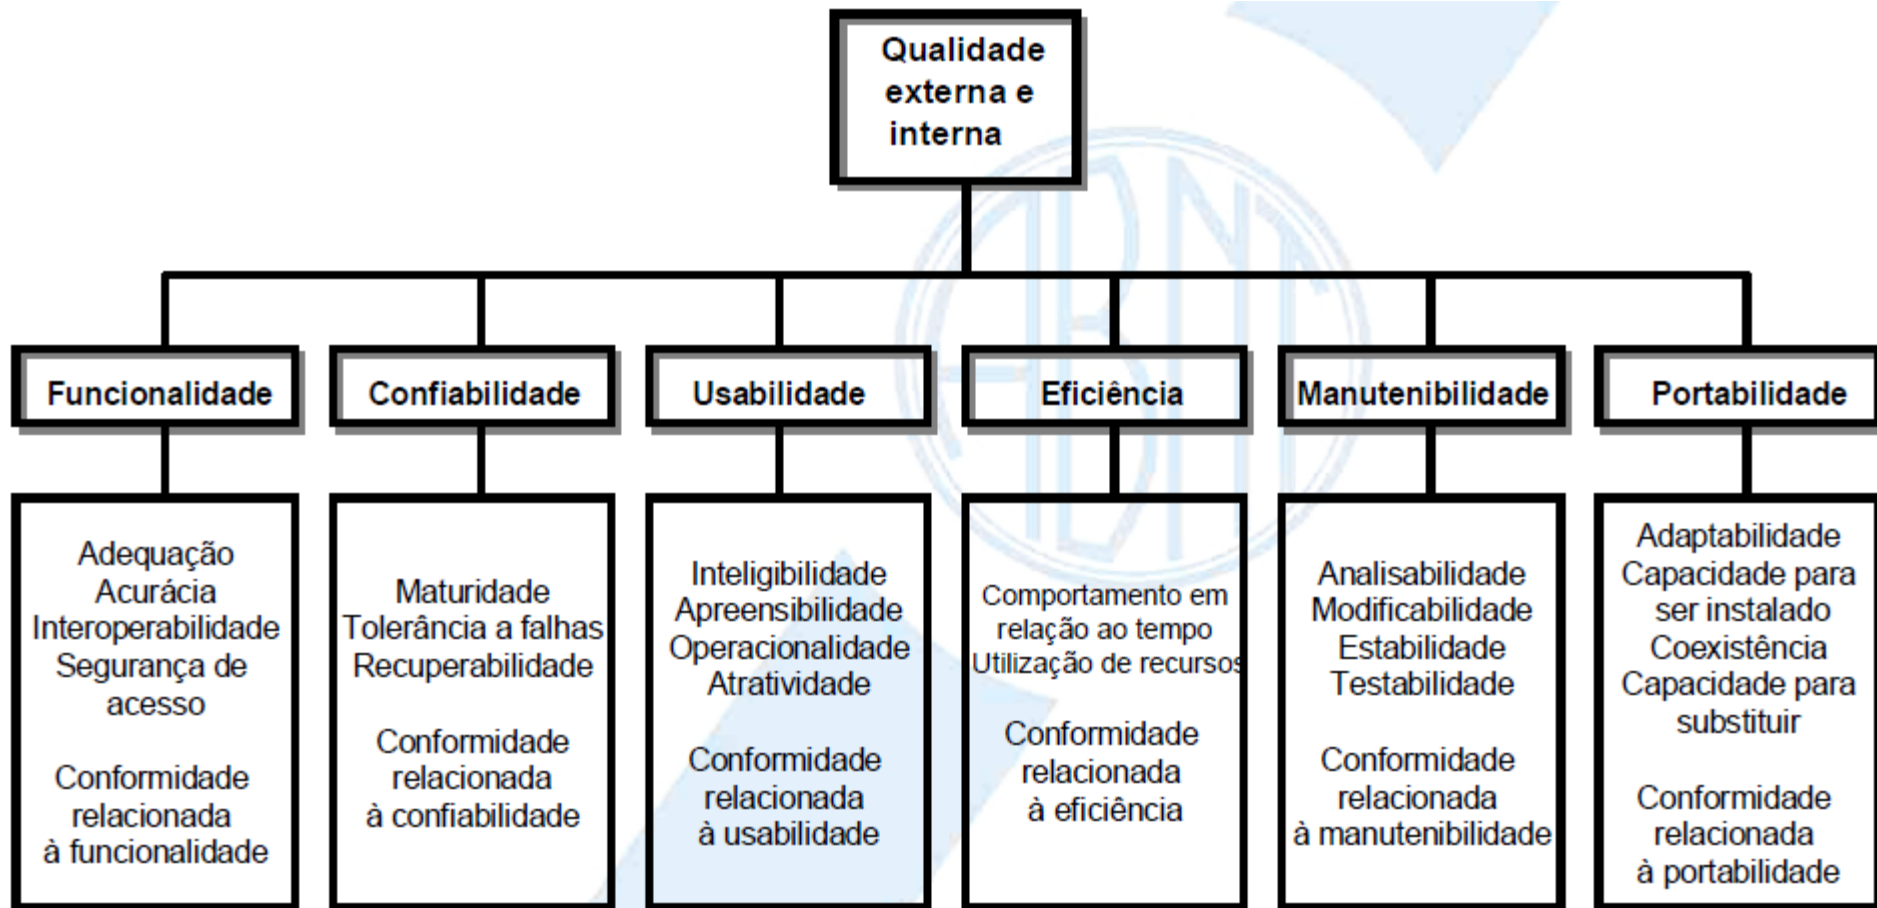 Qualidade
externa e
interna
ABNT
Funcionalidade
Confiabilidade
Usabilidade
Eficiência
Manutenibilidade
Portabilidade
Adequação
Acurácia
Interoperabilidade
Segurança de
acesso
Conformidade
relacionada
à funcionalidade
Maturidade
Tolerância a falhas
Recuperabilidade
Conformidade
relacionada
à confiabilidade
Inteligibilidade
Apreensibilidade
Operacionalidade
Atratividade
Conformidade
relacionada
à usabilidade
Comportamento em
relação ao tempo
Utilização de recursos
Conformidade
relacionada
à eficiência
Analisabilidade
Modificabilidade
Estabilidade
Testabilidade
Conformidade
relacionada
à manutenibilidade
Adaptabilidade
Capacidade para
ser instalado
Coexistência
Capacidade para
substituir
Conformidade
relacionada
à portabilidade